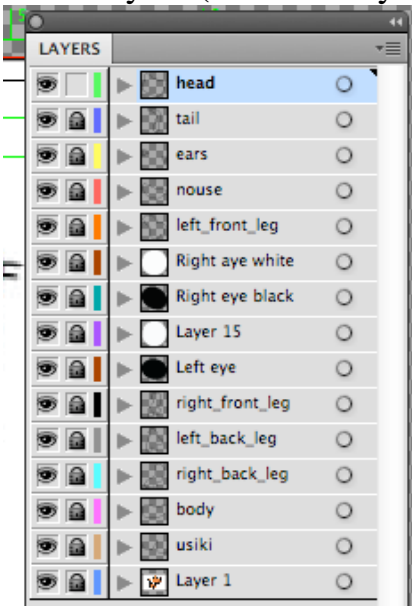 LAYERS
head
tail
ears
nouse
left_front_leg
Right aye white
Right eye black
Layer 15
Left eye
right_front_leg
left_back_leg
right_back_leg
body
usiki
Layer 1